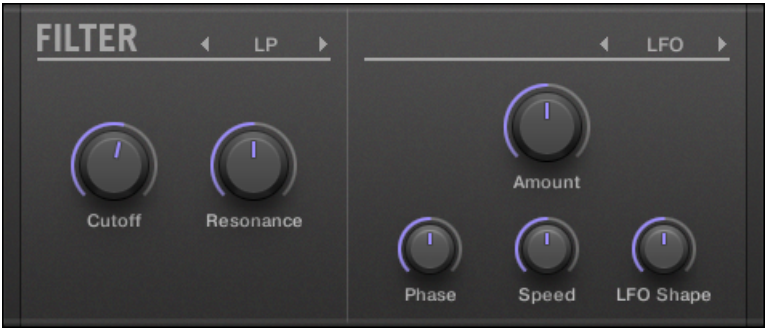 FILTER
LP
LFO
Cutoff
Resonance
Amount
Phase
Speed
LFO Shape